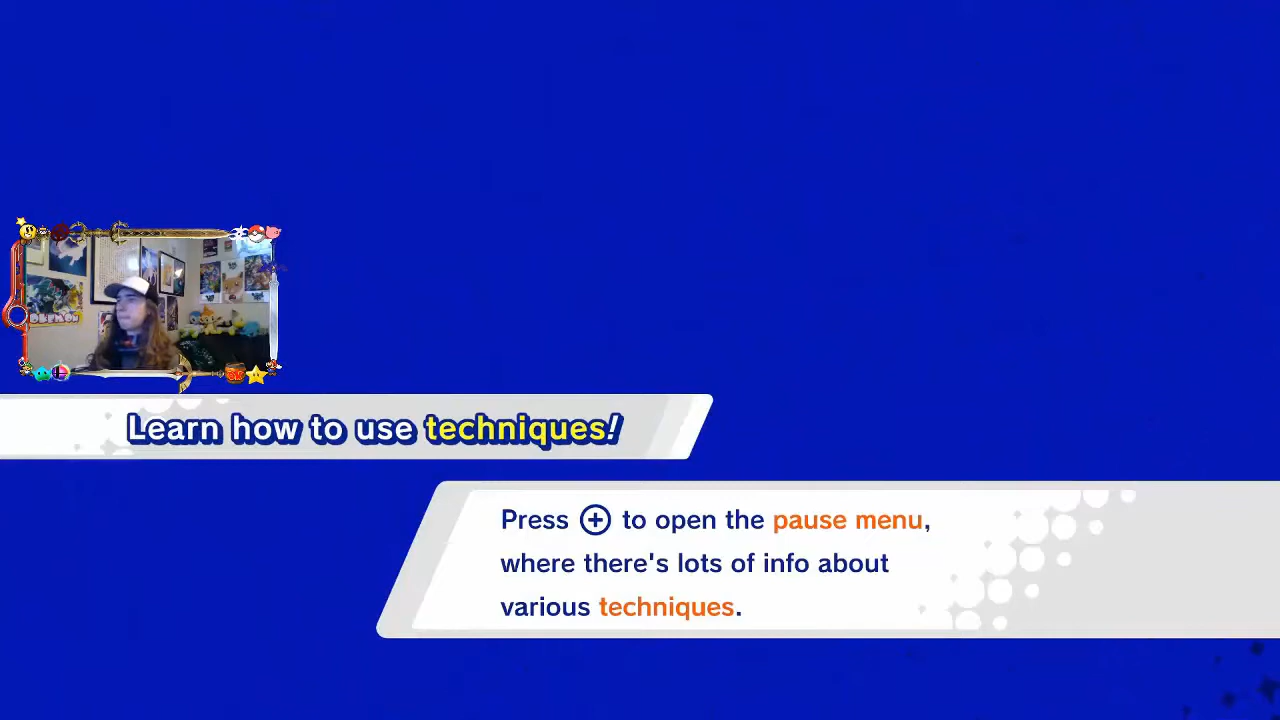 Learn how to use techniques!
Press + to open the pause menu,
where there's lots of info about
various techniques.